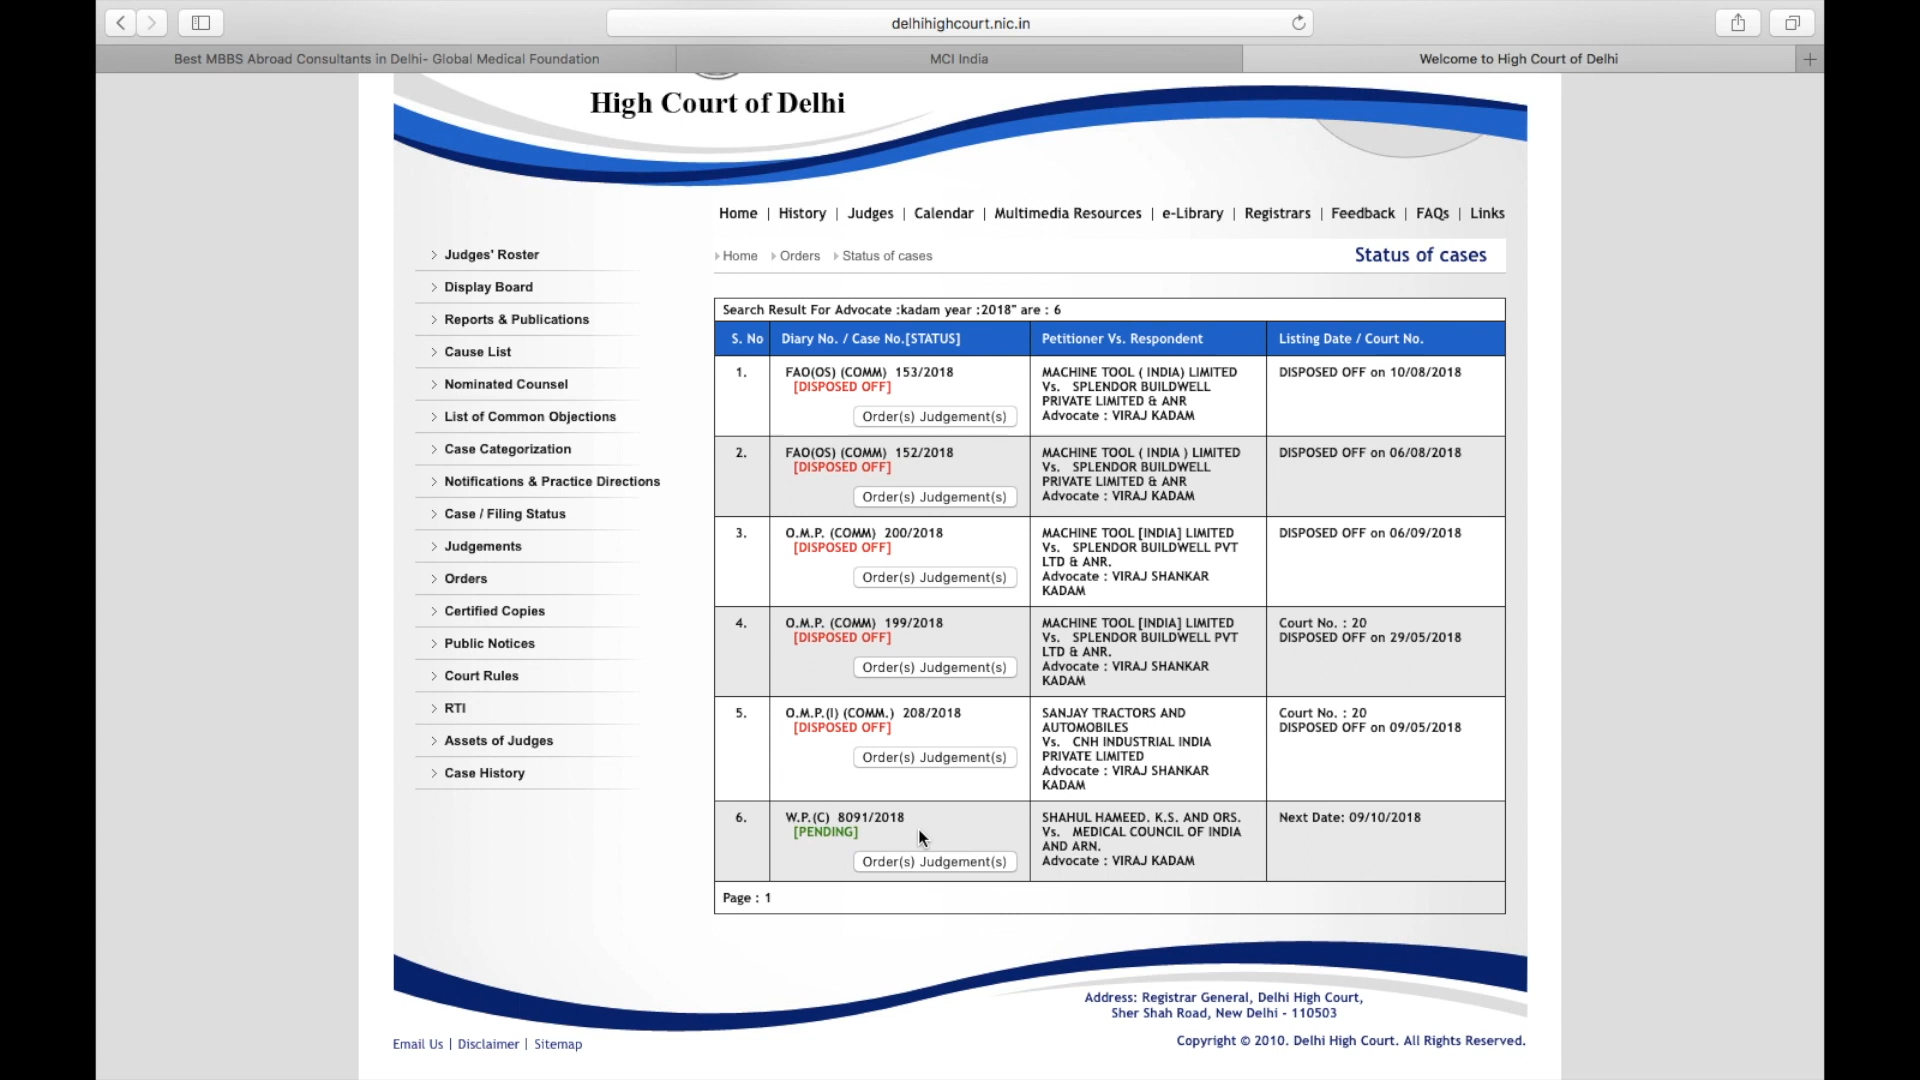 delhihighcourt.nic.in
Best MBBS Abroad Consultants in Delhi- Global Medical Foundation
MCI India
Welcome to High Court of Delhi
High Court of Delhi
Home | History | Judges | Calendar | Multimedia Resources | e-Library | Registrars | Feedback | FAQs | Links
Judges' Roster
Display Board
Reports & Publications
Cause List
Nominated Counsel
List of Common Objections
Case Categorization
Notifications & Practice Directions
Case / Filing Status
Judgements
Orders
Certified Copies
Public Notices
Court Rules
RTI
Assets of Judges
Case History
Home Orders Status of cases
Status of cases
Search Result For Advocate :kadam year :2018" are : 6
S. No Diary No. / Case No.[STATUS] Petitioner Vs. Respondent Listing Date / Court No.
1.
FAO(OS) (COMM) 153/2018
[DISPOSED OFF]
Order(s) Judgement(s)
MACHINE TOOL ( INDIA) LIMITED
Vs. SPLENDOR BUILDWELL
PRIVATE LIMITED & ANR
Advocate : VIRAJ KADAM
DISPOSED OFF on 10/08/2018
2.
FAO(OS) (COMM) 152/2018
[DISPOSED OFF]
Order(s) Judgement(s)
MACHINE TOOL ( INDIA ) LIMITED
Vs. SPLENDOR BUILDWELL
PRIVATE LIMITED & ANR
Advocate : VIRAJ KADAM
DISPOSED OFF on 06/08/2018
3.
O.M.P. (COMM) 200/2018
[DISPOSED OFF]
Order(s) Judgement(s)
MACHINE TOOL [INDIA] LIMITED
Vs. SPLENDOR BUILDWELL PVT
LTD & ANR.
Advocate : VIRAJ SHANKAR
KADAM
DISPOSED OFF on 06/09/2018
4.
O.M.P. (COMM) 199/2018
[DISPOSED OFF]
Order(s) Judgement(s)
MACHINE TOOL [INDIA] LIMITED
Vs. SPLENDOR BUILDWELL PVT
LTD & ANR.
Advocate : VIRAJ SHANKAR
KADAM
Court No. : 20
DISPOSED OFF on 29/05/2018
5.
O.M.P.(I) (COMM.) 208/2018
[DISPOSED OFF]
Order(s) Judgement(s)
SANJAY TRACTORS AND
AUTOMOBILES
Vs. CNH INDUSTRIAL INDIA
PRIVATE LIMITED
Advocate : VIRAJ SHANKAR
KADAM
Court No. : 20
DISPOSED OFF on 09/05/2018
6.
W.P.(C) 8091/2018
[PENDING]
Order(s) Judgement(s)
SHAHUL HAMEED. K.S. AND ORS.
Vs. MEDICAL COUNCIL OF INDIA
AND ARN.
Advocate : VIRAJ KADAM
Next Date: 09/10/2018
Page : 1
Address: Registrar General, Delhi High Court,
Sher Shah Road, New Delhi - 110503
Email Us | Disclaimer | Sitemap
Copyright © 2010. Delhi High Court. All Rights Reserved.